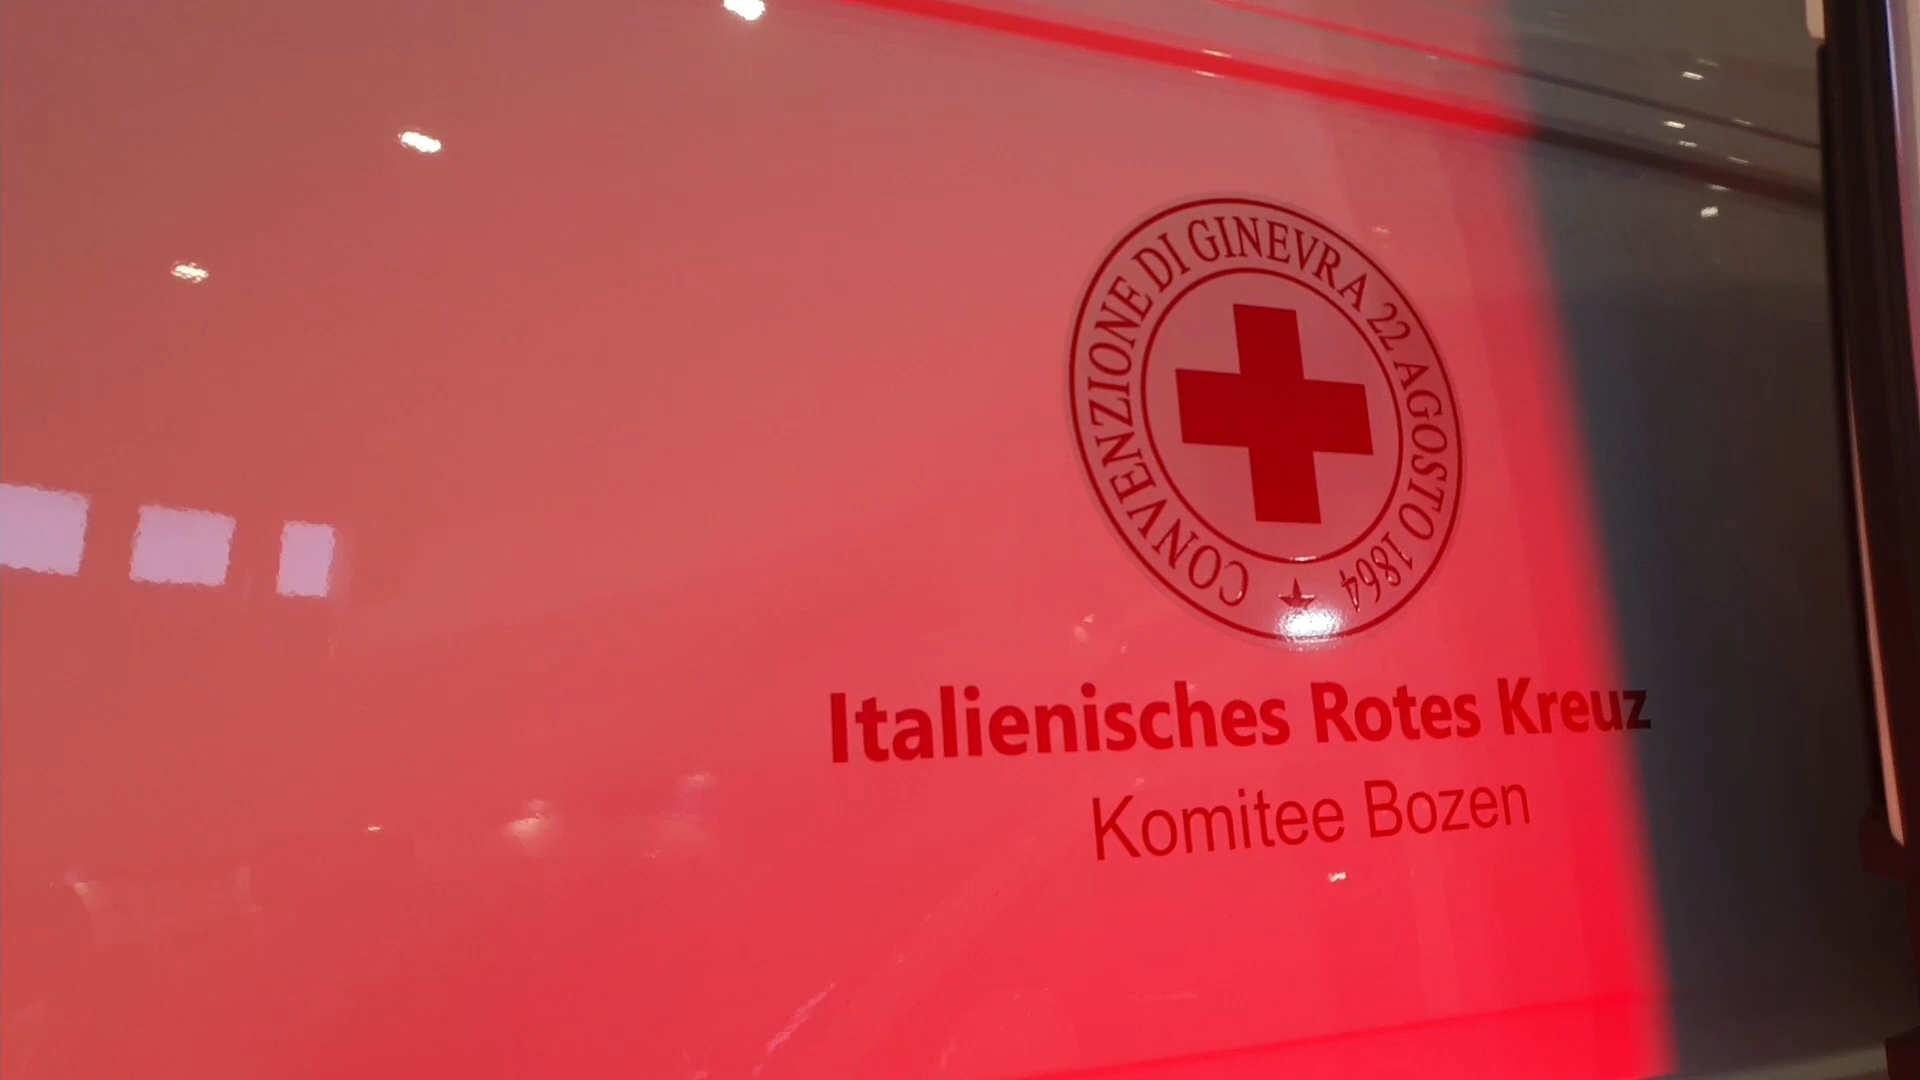 CONVENZIONE DI GINEVRA 22 AGOSTO 1864
Italienisches Rotes Kreuz
Komitee Bozen